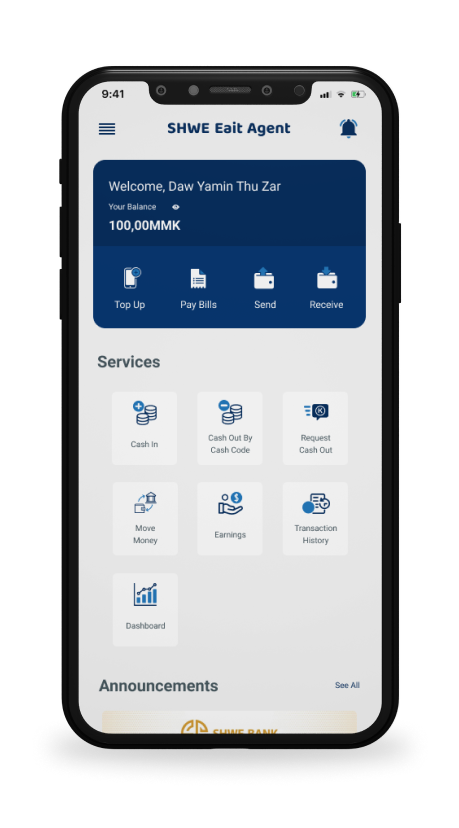 9:41
SHWE Eait Agent
Welcome, Daw Yamin Thu Zar
Your Balance
100,00MMK
Top Up
Pay Bills
Send
Receive
Services
Cash In
Cash Out By
Cash Code
Request
Cash Out
Move
Money
Earnings
Transaction
History
Dashboard
Announcements
See All
SHWE BANK